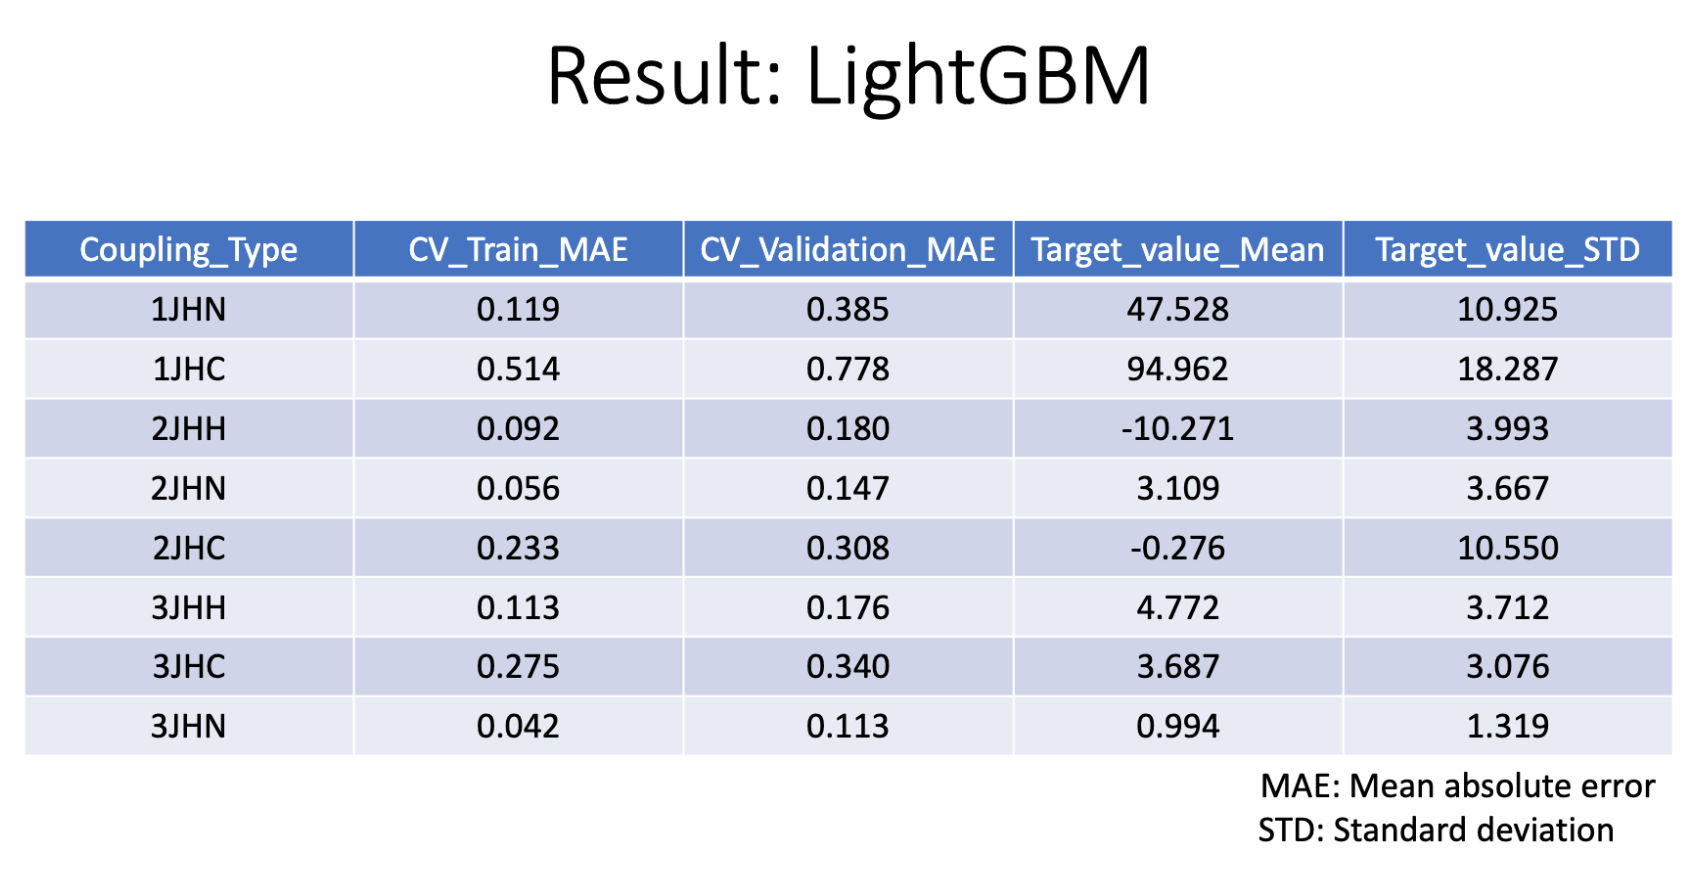 Result: LightGBM
Coupling_Type CV_Train_MAE CV_Validation_MAE Target_value_Mean Target_value_STD
1JHN 0.119 0.385 47.528 10.925
1JHC 0.514 0.778 94.962 18.287
2JHH 0.092 0.180 -10.271 3.993
2JHN 0.056 0.147 3.109 3.667
2JHC 0.233 0.308 -0.276 10.550
3JHH 0.113 0.176 4.772 3.712
3JHC 0.275 0.340 3.687 3.076
3JHN 0.042 0.113 0.994 1.319
MAE: Mean absolute error
STD: Standard deviation